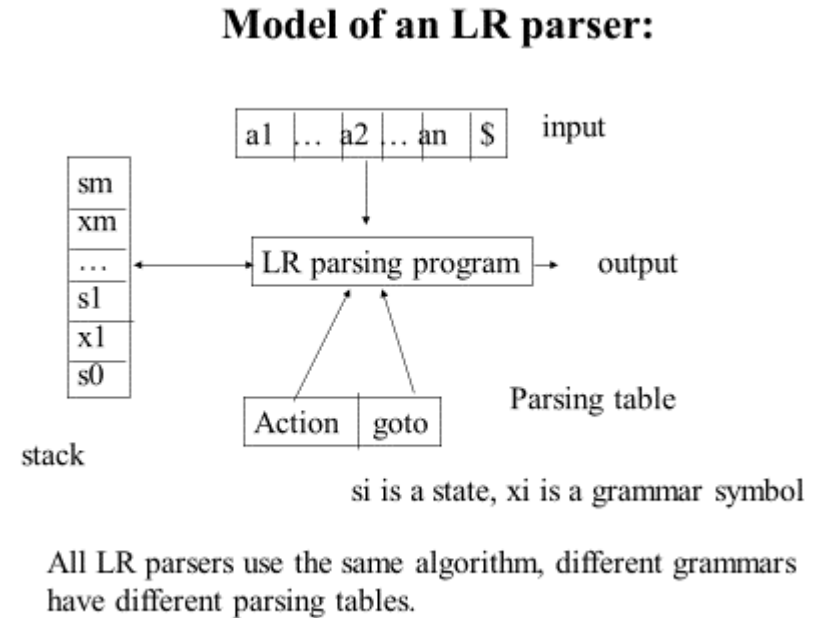 Model of an LR parser:
a1 … a2 … an $ input
sm
xm
…
s1
x1
s0
LR parsing program
output
Action goto
Parsing table
stack
si is a state, xi is a grammar symbol
All LR parsers use the same algorithm, different grammars
have different parsing tables.